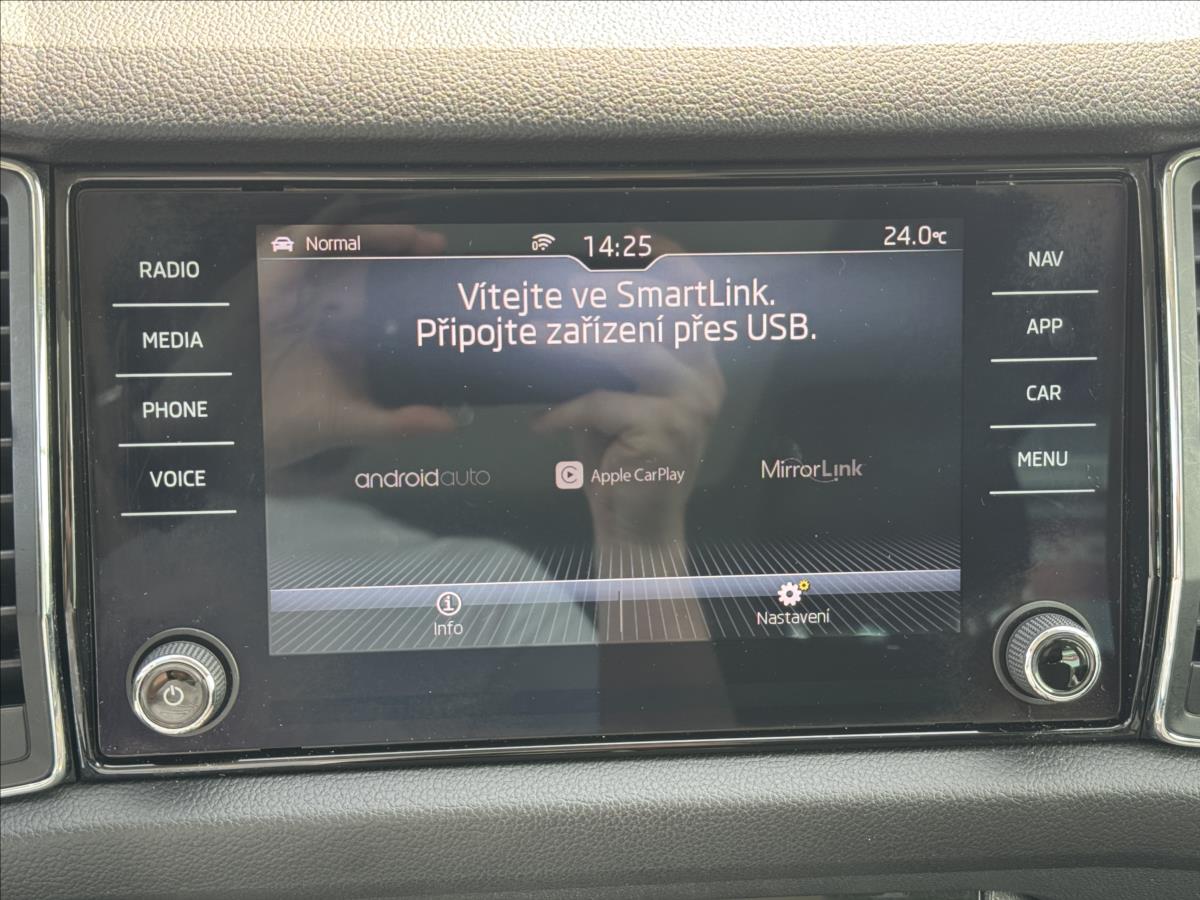 Normal 14:25 24.0°C
Vítejte ve SmartLink.
Připojte zařízení přes USB.
RADIO
MEDIA
PHONE
VOICE
androidauto Apple CarPlay MirrorLink
Info Nastavení
NAV
APP
CAR
MENU